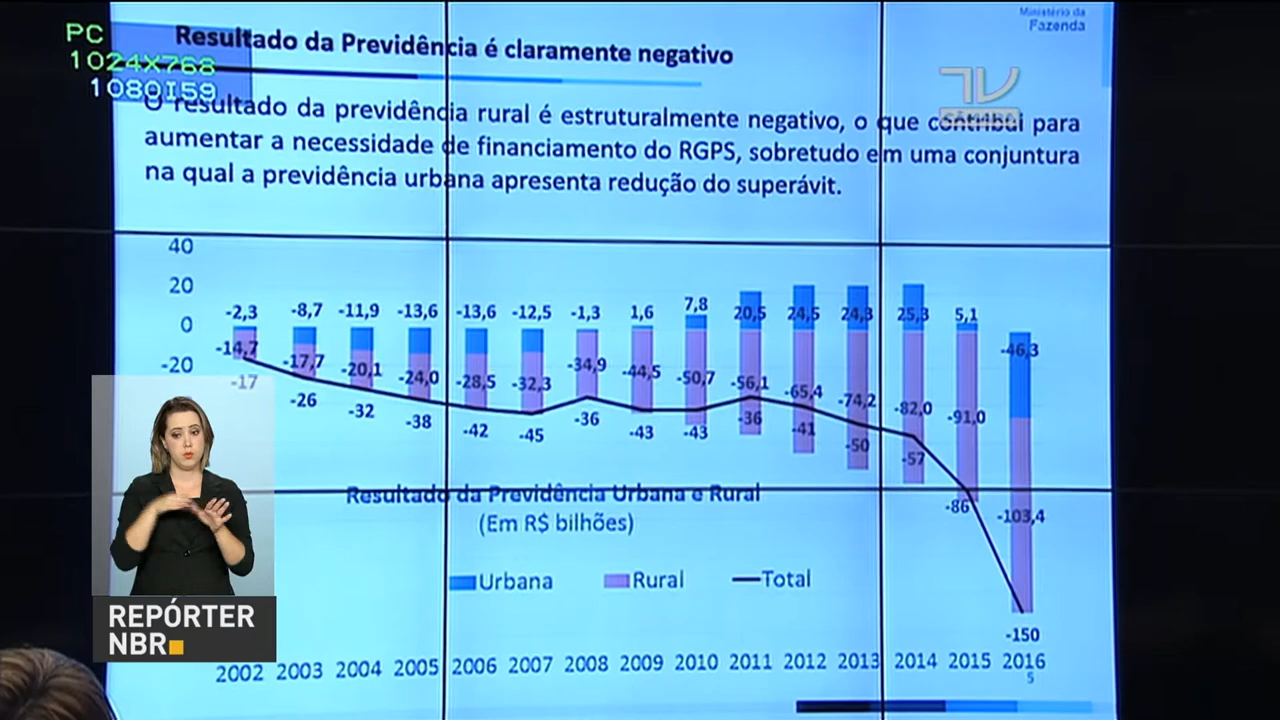 PC
1024X768
1080I59
Ministério da
Fazenda
Resultado da Previdência é claramente negativo
TV
O resultado da previdência rural é estruturalmente negativo, o que contribui para
aumentar a necessidade de financiamento do RGPS, sobretudo em uma conjuntura
na qual a previdência urbana apresenta redução do superávit.
40
20
0
-20
-2,3 -8,7 -11,9 -13,6 -13,6 -12,5 -1,3 1,6 7,8 20,5 24,5 24,3 25,3 5,1 -46,3
-14,7 -17,7 -20,1 -24,0 -28,5 -32,3 -34,9 -44,5 -50,7 -56,1 -65,4 -74,2 -82,0 -91,0 -103,4
-17 -26 -32 -38 -42 -45 -36 -43 -43 -36 -41 -50 -57 -86 -150
Resultado da Previdência Urbana e Rural
(Em R$ bilhões)
Urbana Rural Total
2002 2003 2004 2005 2006 2007 2008 2009 2010 2011 2012 2013 2014 2015 2016
5
REPÓRTER
NBR